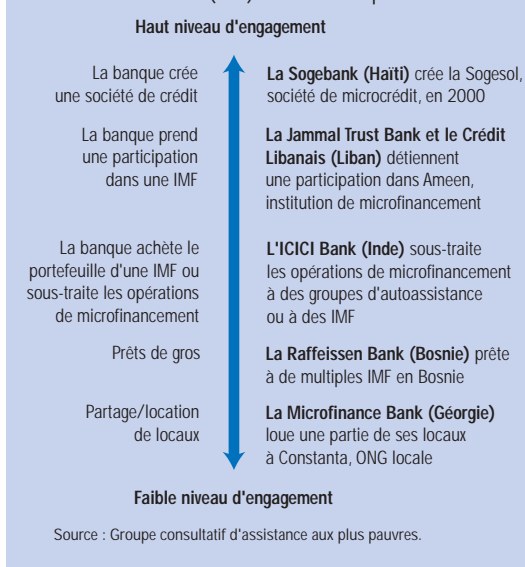 Haut niveau d'engagement
La banque crée
une société de crédit
La Sogebank (Haïti) crée la Sogesol,
société de microcrédit, en 2000
La banque prend
une participation
dans une IMF
La Jammal Trust Bank et le Crédit
Libanais (Liban) détiennent
une participation dans Ameen,
institution de microfinancement
La banque achète le
portefeuille d'une IMF ou
sous-traite les opérations
de microfinancement
L'ICICI Bank (Inde) sous-traite
les opérations de microfinancement
à des groupes d'autoassistance
ou à des IMF
Prêts de gros
La Raffeissen Bank (Bosnie) prête
à de multiples IMF en Bosnie
Partage/location
de locaux
La Microfinance Bank (Géorgie)
loue une partie de ses locaux
à Constanta, ONG locale
Faible niveau d'engagement
Source : Groupe consultatif d'assistance aux plus pauvres.